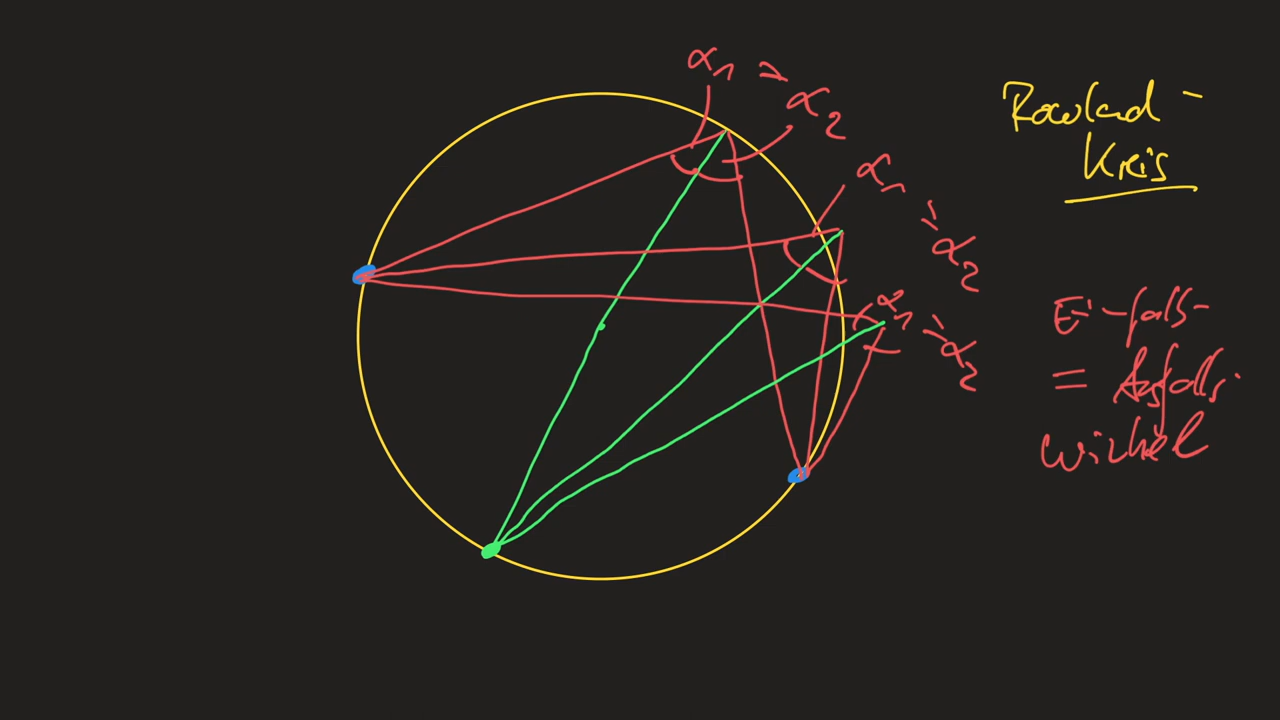 α1 = α2
α1 = α2
α1 = α2
Rowland-
Kreis
Einfalls-
= Ausfalls-
winkel